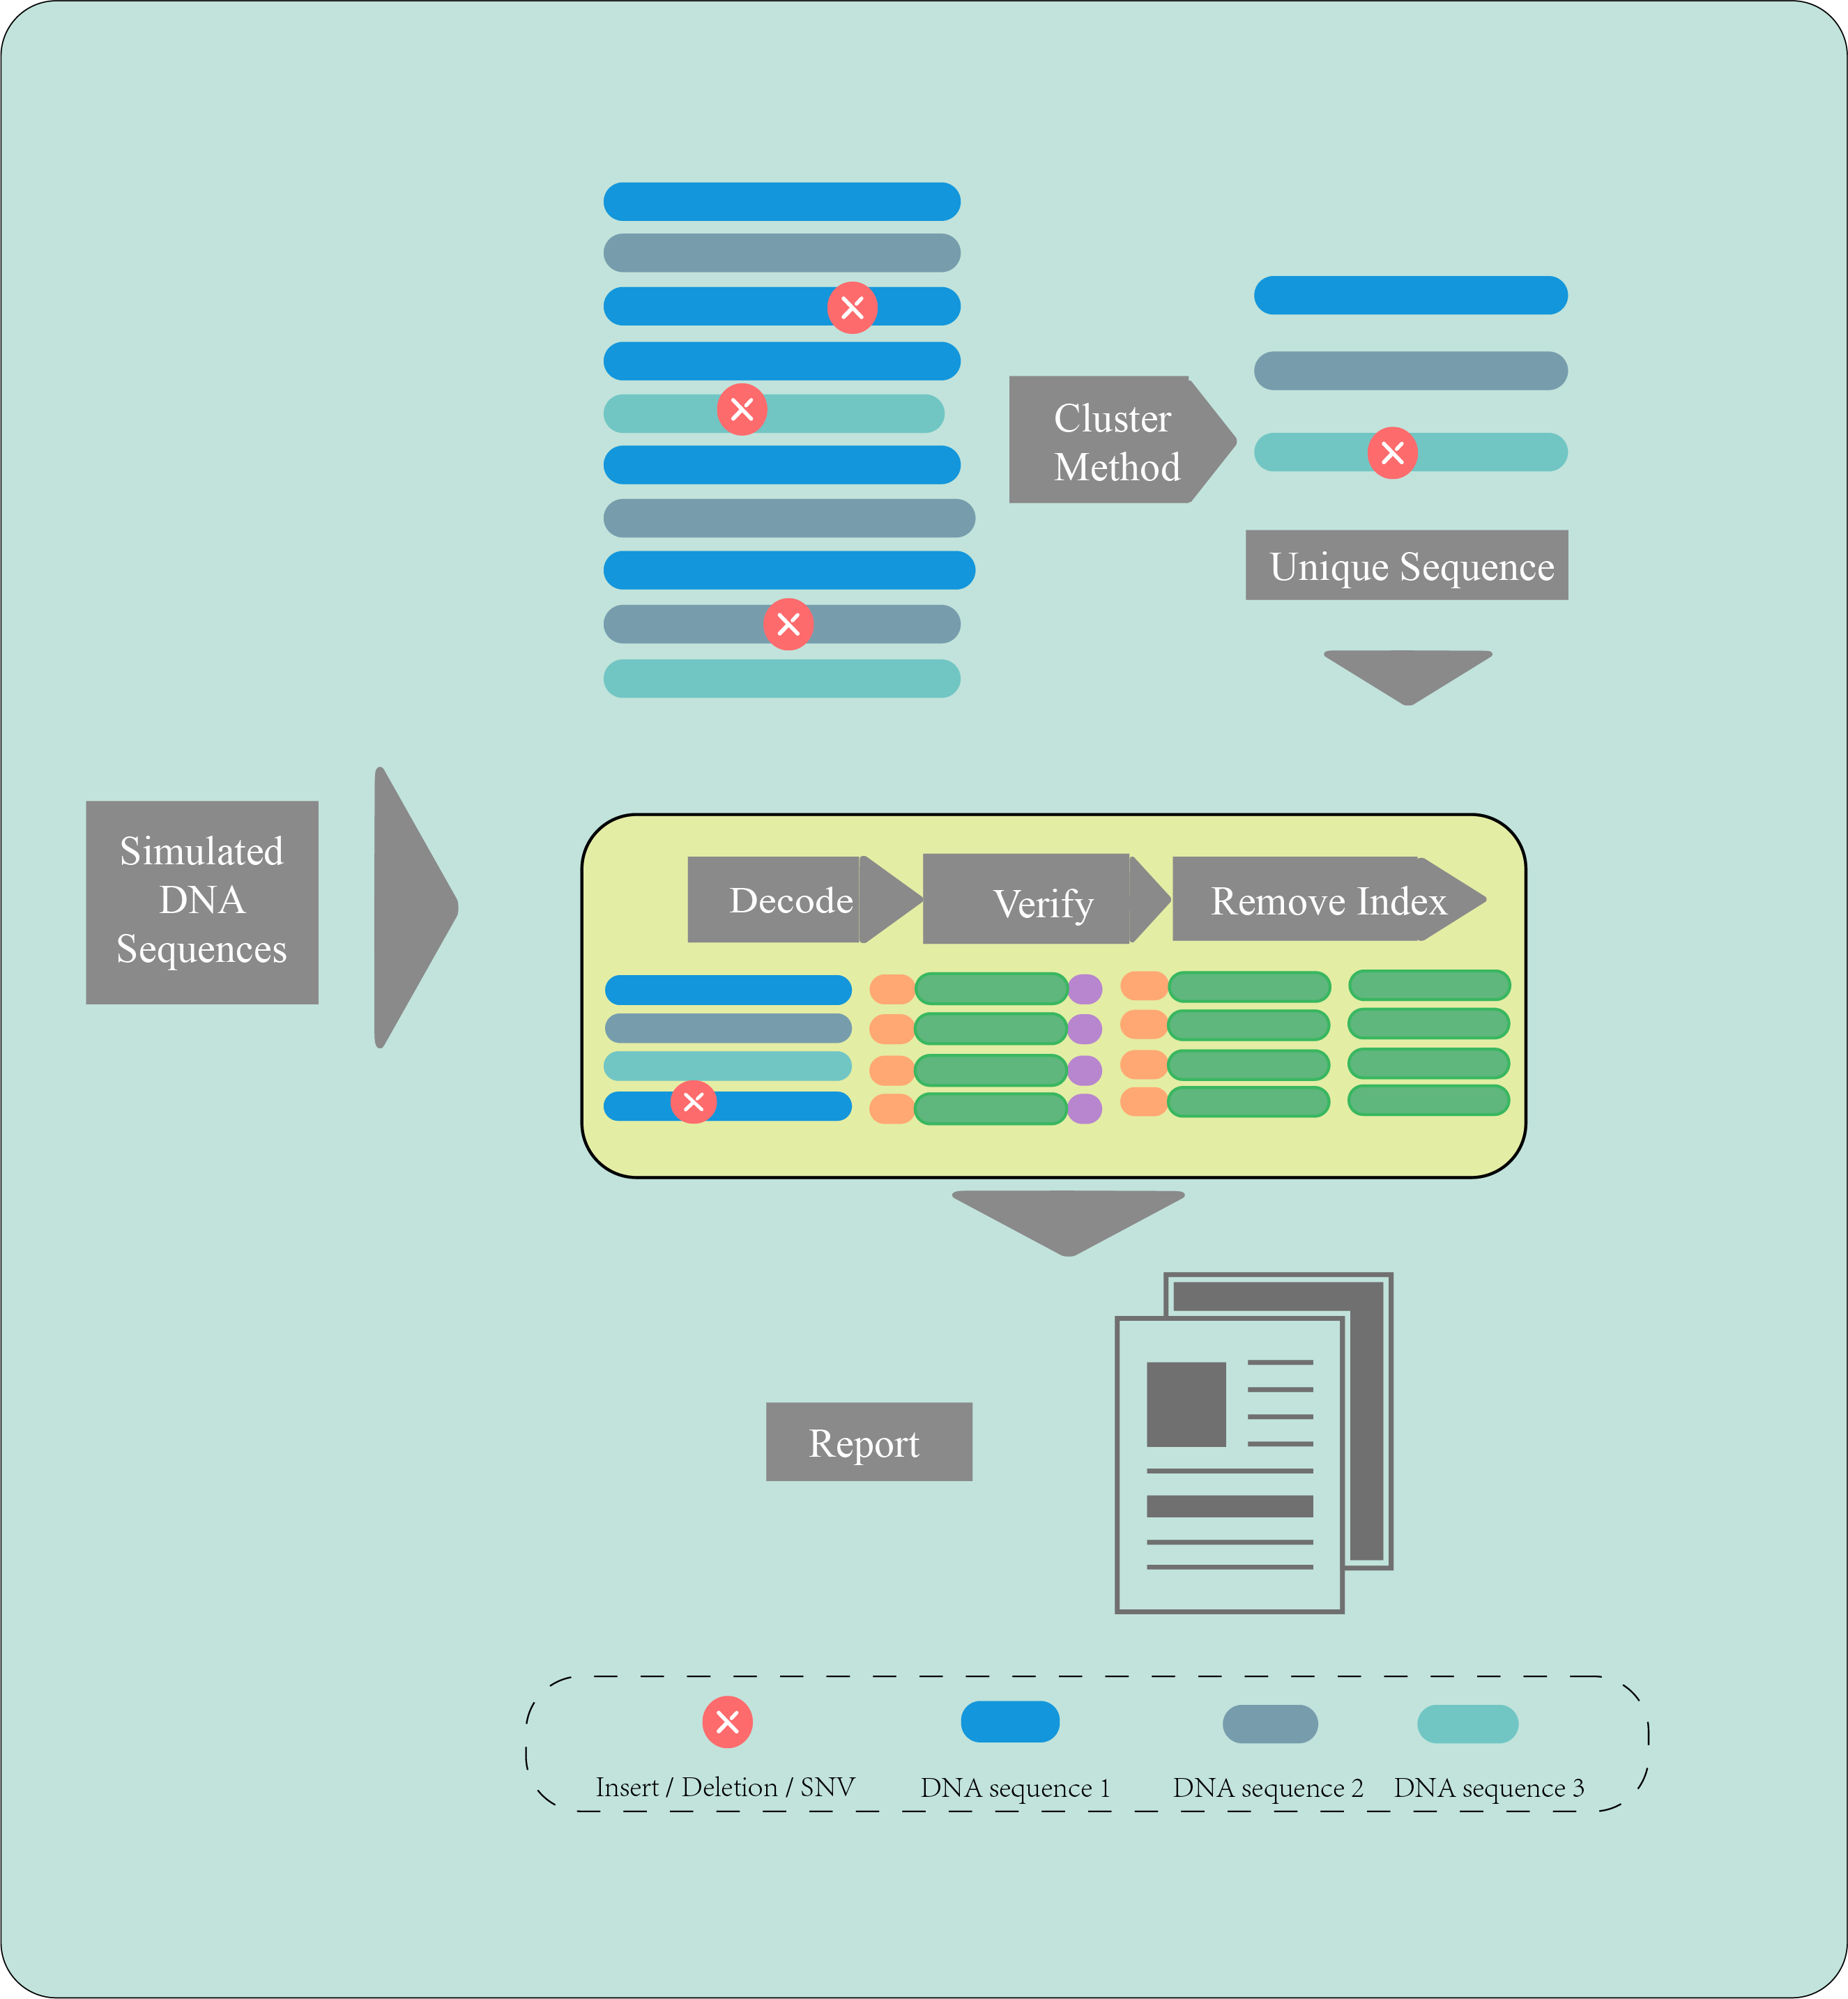 Cluster
Method
Unique Sequence
Simulated
DNA
Sequences
Decode
Verify
Remove Index
Report
Insert / Deletion / SNV
DNA sequence 1
DNA sequence 2
DNA sequence 3